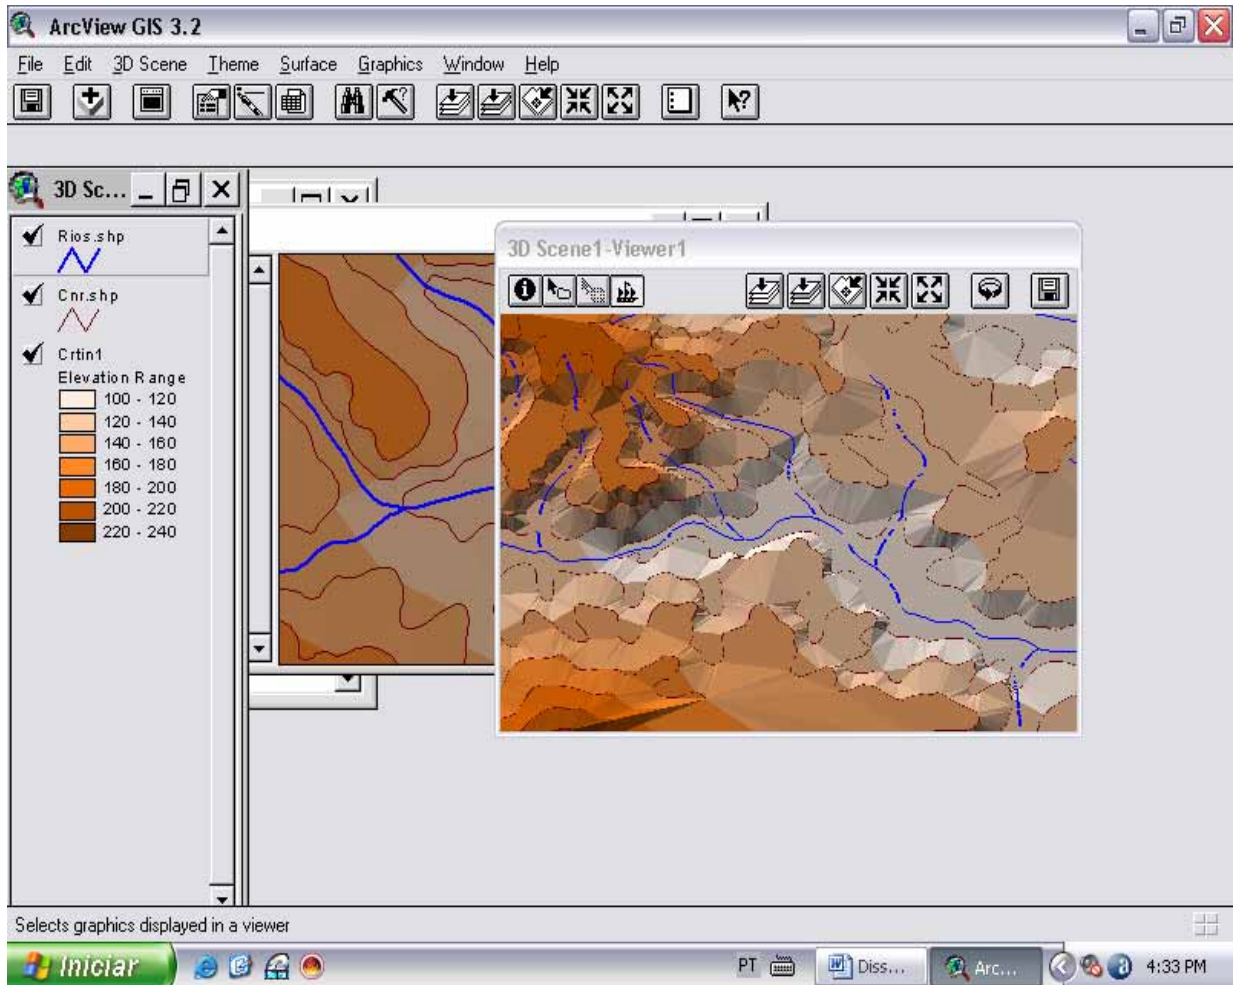 ArcView GIS 3.2
File Edit 3D Scene Theme Surface Graphics Window Help
3D Sc...
Rios.shp
Cnr.shp
Crtin1
Elevation Range
100 - 120
120 - 140
140 - 160
160 - 180
180 - 200
200 - 220
220 - 240
3D Scene1-Viewer1
Selects graphics displayed in a viewer
Iniciar
PT
Diss...
Arc...
4:33 PM